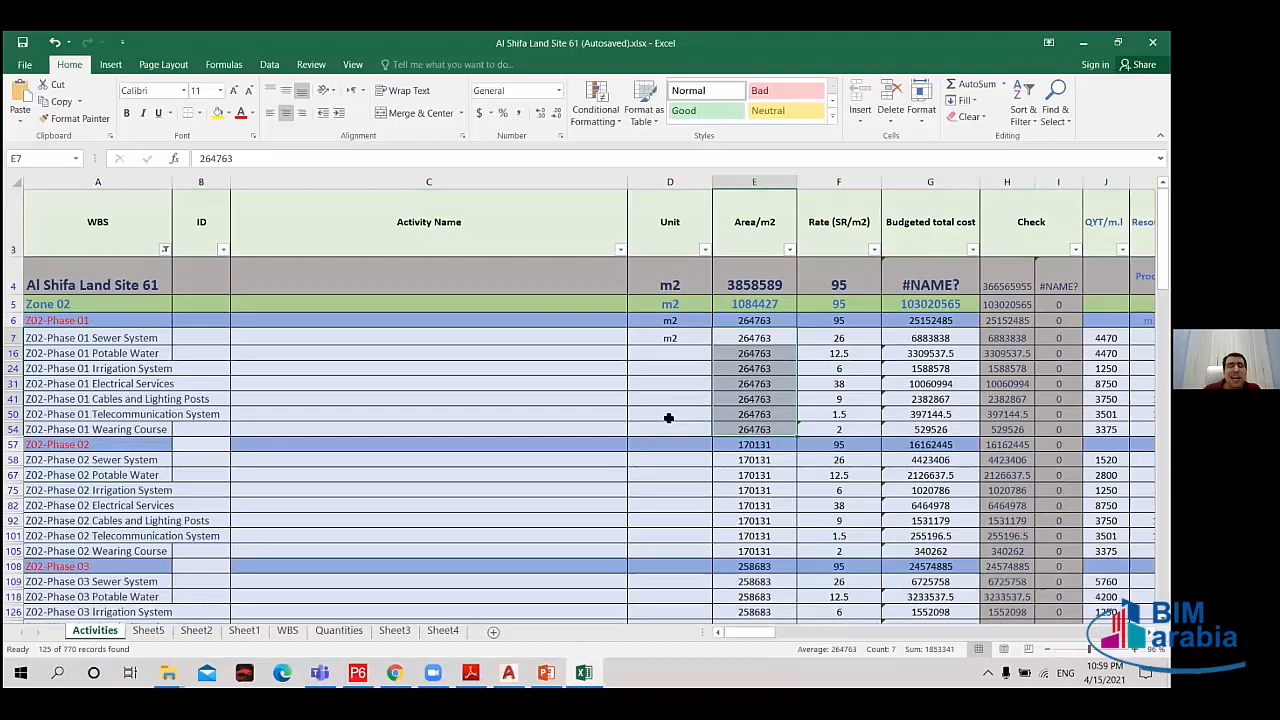 Al Shifa Land Site 61 (Autosaved).xlsx - Excel
File Home Insert Page Layout Formulas Data Review View Tell me what you want to do... Sign in Share
Paste Cut Copy Format Painter Clipboard
Calibri 11 B I U Font
Wrap Text Merge & Center Alignment
General $ % , Number
Conditional Formatting Format as Table Normal Bad Good Neutral Styles
Insert Delete Format Cells
AutoSum Fill Clear Sort & Filter Find & Select Editing
E7 fx 264763
A B C D E F G H I J
3 WBS ID Activity Name Unit Area/m2 Rate (SR/m2) Budgeted total cost Check QYT/m.l Resou
4 Al Shifa Land Site 61 m2 3858589 95 #NAME? 366565955 #NAME? Proc
5 Zone 02 m2 1084427 95 103020565 103020565 0
6 Z02-Phase 01 m2 264763 95 25152485 25152485 0 m
7 Z02-Phase 01 Sewer System m2 264763 26 6883838 6883838 0 4470
16 Z02-Phase 01 Potable Water 264763 12.5 3309537.5 3309537.5 0 4470
24 Z02-Phase 01 Irrigation System 264763 6 1588578 1588578 0 1250
31 Z02-Phase 01 Electrical Services 264763 38 10060994 10060994 0 8750
41 Z02-Phase 01 Cables and Lighting Posts 264763 9 2382867 2382867 0 3750
50 Z02-Phase 01 Telecommunication System 264763 1.5 397144.5 397144.5 0 3501
54 Z02-Phase 01 Wearing Course 264763 2 529526 529526 0 3375
57 Z02-Phase 02 170131 95 16162445 16162445 0
58 Z02-Phase 02 Sewer System 170131 26 4423406 4423406 0 1520
67 Z02-Phase 02 Potable Water 170131 12.5 2126637.5 2126637.5 0 2800
75 Z02-Phase 02 Irrigation System 170131 6 1020786 1020786 0 1250
82 Z02-Phase 02 Electrical Services 170131 38 6464978 6464978 0 8750
92 Z02-Phase 02 Cables and Lighting Posts 170131 9 1531179 1531179 0 3750
101 Z02-Phase 02 Telecommunication System 170131 1.5 255196.5 255196.5 0 3501
105 Z02-Phase 02 Wearing Course 170131 2 340262 340262 0 3375
108 Z02-Phase 03 258683 95 24574885 24574885 0
109 Z02-Phase 03 Sewer System 258683 26 6725758 6725758 0 5760
118 Z02-Phase 03 Potable Water 258683 12.5 3233537.5 3233537.5 0 4200
126 Z02-Phase 03 Irrigation System 258683 6 1552098 1552098 0 1250
Activities Sheet5 Sheet2 Sheet1 WBS Quantities Sheet3 Sheet4
Ready 125 of 770 records found Average: 264763 Count: 7 Sum: 1853341 96 %
ENG 10:59 PM
4/15/2021
BIM
arabia